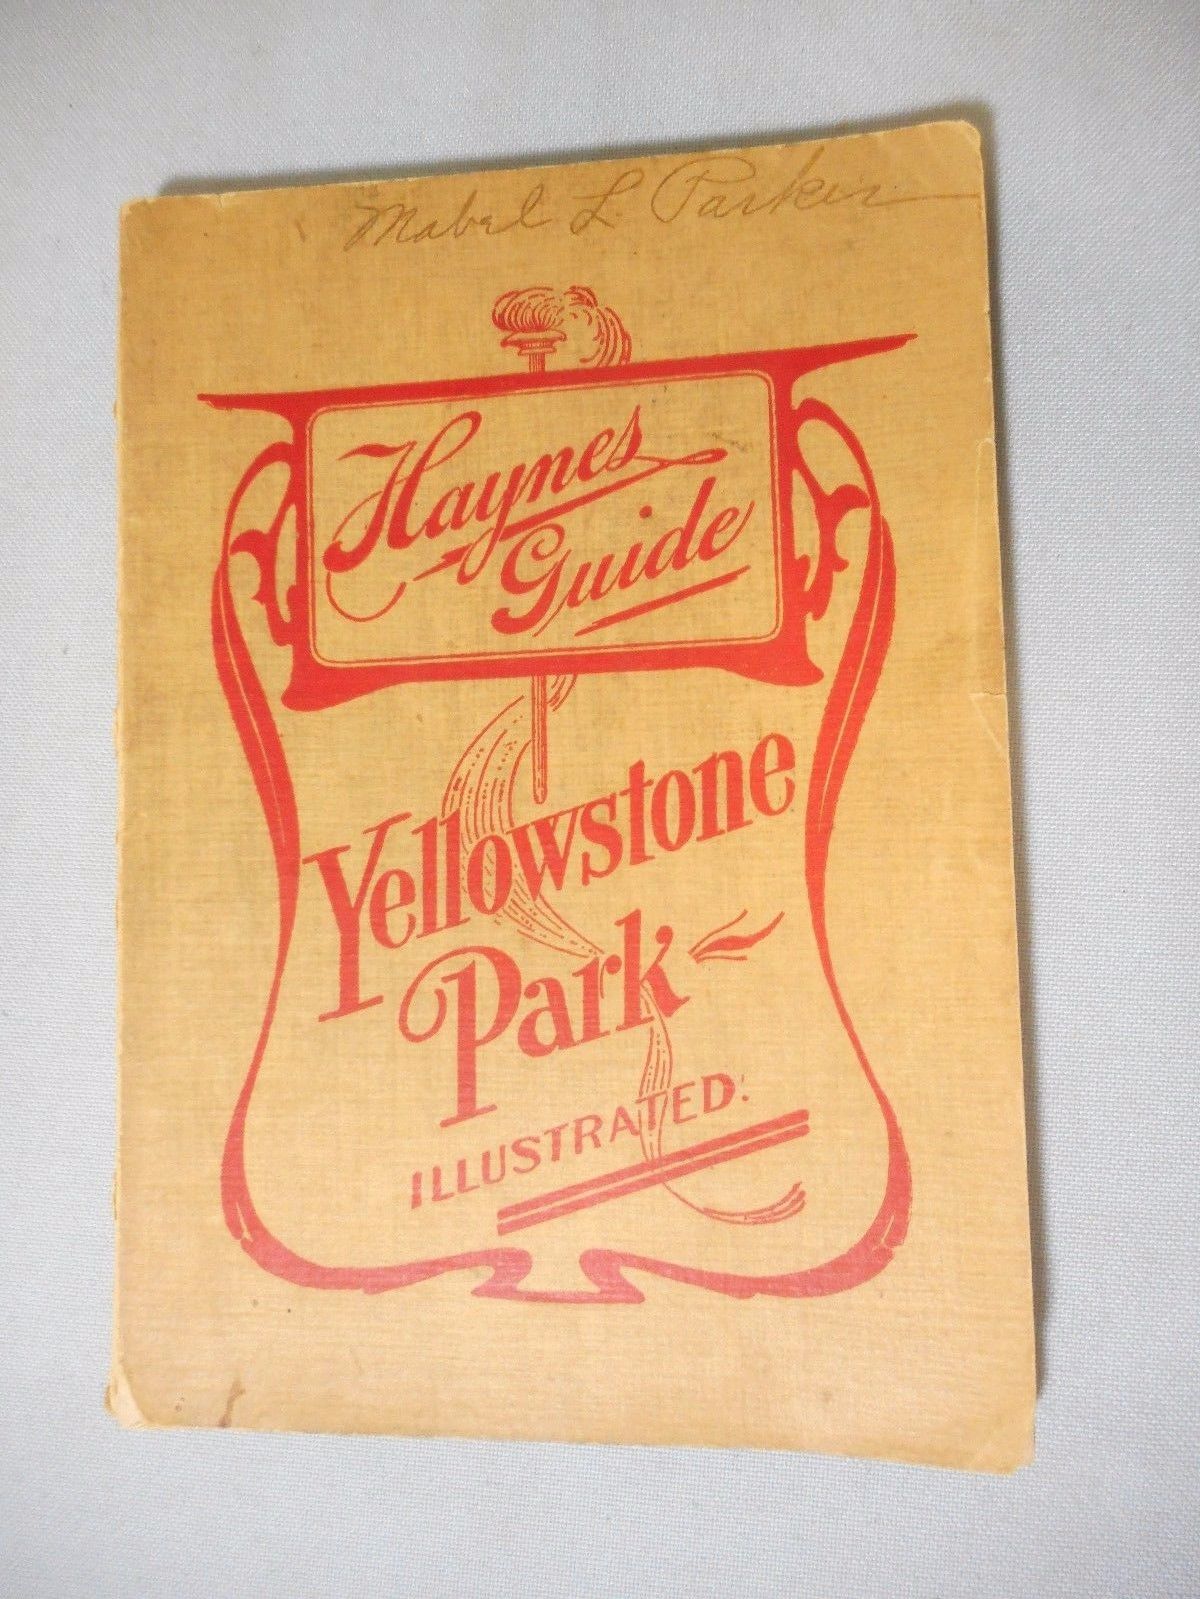 Mabel L. Parker
Haynes
Guide
Yellowstone
Park
ILLUSTRATED.